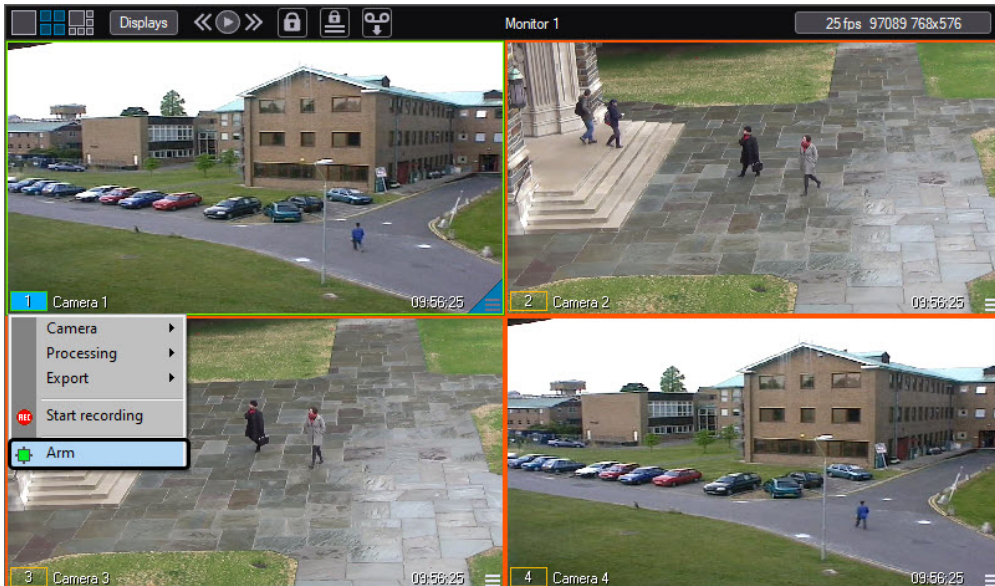 Displays
Monitor 1
25 fps 97089 768x576
1 Camera 1 09:56:25
2 Camera 2 09:56:25
Camera
Processing
Export
REC Start recording
Arm
3 Camera 3 09:56:25
4 Camera 4 09:56:25